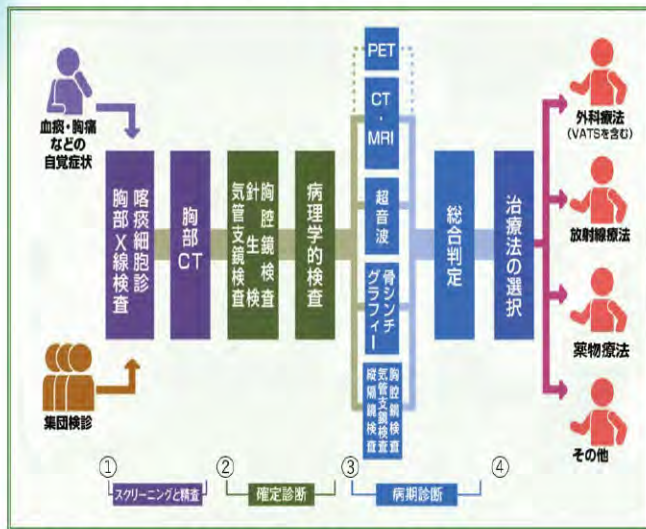 血痰・胸痛
などの
自覚症状
集団検診
喀痰細胞診
胸部X線検査
胸部CT
胸腔鏡検査
針生検
気管支鏡検査
病理学的検査
PET
CT
・
MRI
超音波
骨シンチ
グラフィー
胸腔鏡検査
気管支鏡検査
縦隔鏡検査
総合判定
治療法の選択
外科療法
(VATSを含む)
放射線療法
薬物療法
その他
①
スクリーニングと精査
②
確定診断
③
病期診断
④